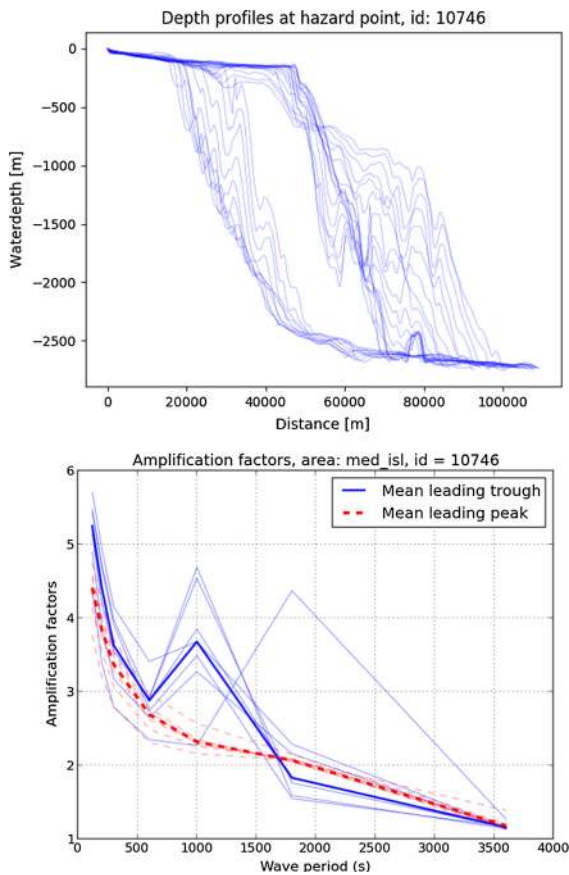 Depth profiles at hazard point, id: 10746
0
−500
−1000
−1500
−2000
−2500
Waterdepth [m]
0 20000 40000 60000 80000 100000
Distance [m]
Amplification factors, area: med_isl, id = 10746
6
5
4
3
2
1
Amplification factors
Mean leading trough
Mean leading peak
0 500 1000 1500 2000 2500 3000 3500 4000
Wave period (s)